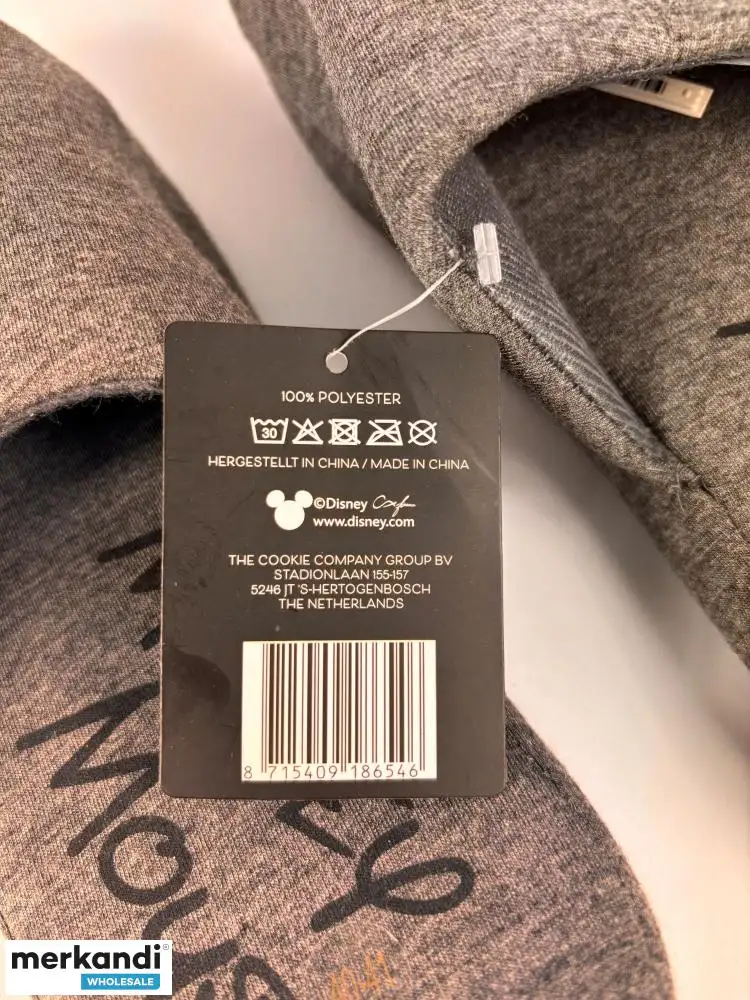 100% POLYESTER
30
HERGESTELLT IN CHINA / MADE IN CHINA
©Disney
www.disney.com
THE COOKIE COMPANY GROUP BV
STADIONLAAN 155-157
5246 JT 'S-HERTOGENBOSCH
THE NETHERLANDS
8 715409 186546
merkandi®
WHOLESALE